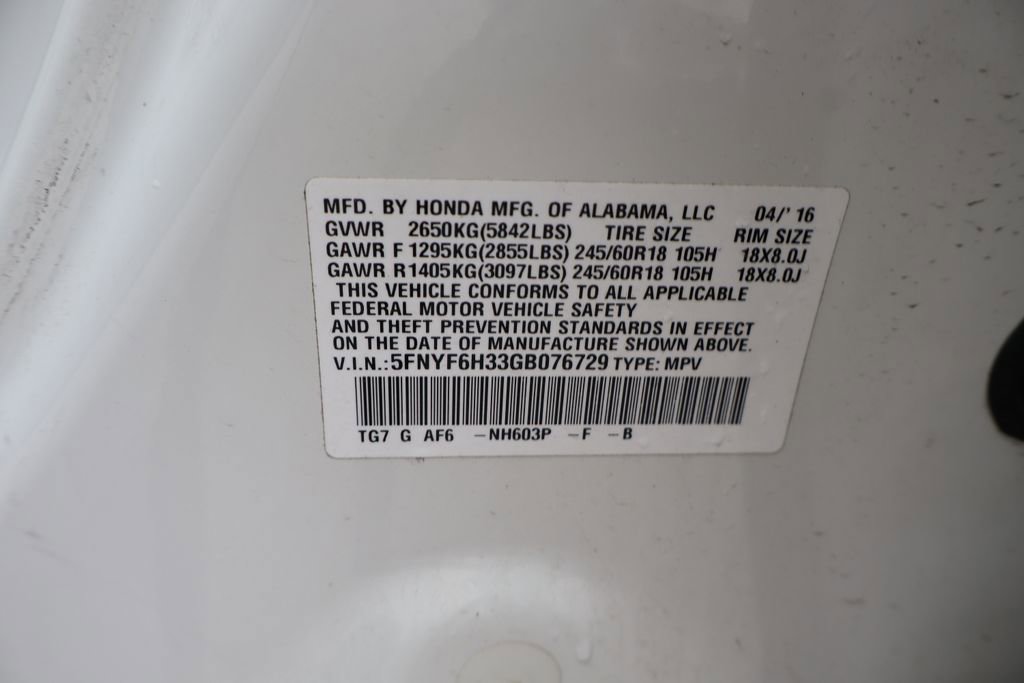 MFD. BY HONDA MFG. OF ALABAMA, LLC 04/'16
GVWR 2650KG(5842LBS) TIRE SIZE RIM SIZE
GAWR F 1295KG(2855LBS) 245/60R18 105H 18X8.0J
GAWR R1405KG(3097LBS) 245/60R18 105H 18X8.0J
THIS VEHICLE CONFORMS TO ALL APPLICABLE
FEDERAL MOTOR VEHICLE SAFETY
AND THEFT PREVENTION STANDARDS IN EFFECT
ON THE DATE OF MANUFACTURE SHOWN ABOVE.
V.I.N.:5FNYF6H33GB076729 TYPE: MPV
TG7 G AF6 -NH603P -F -B